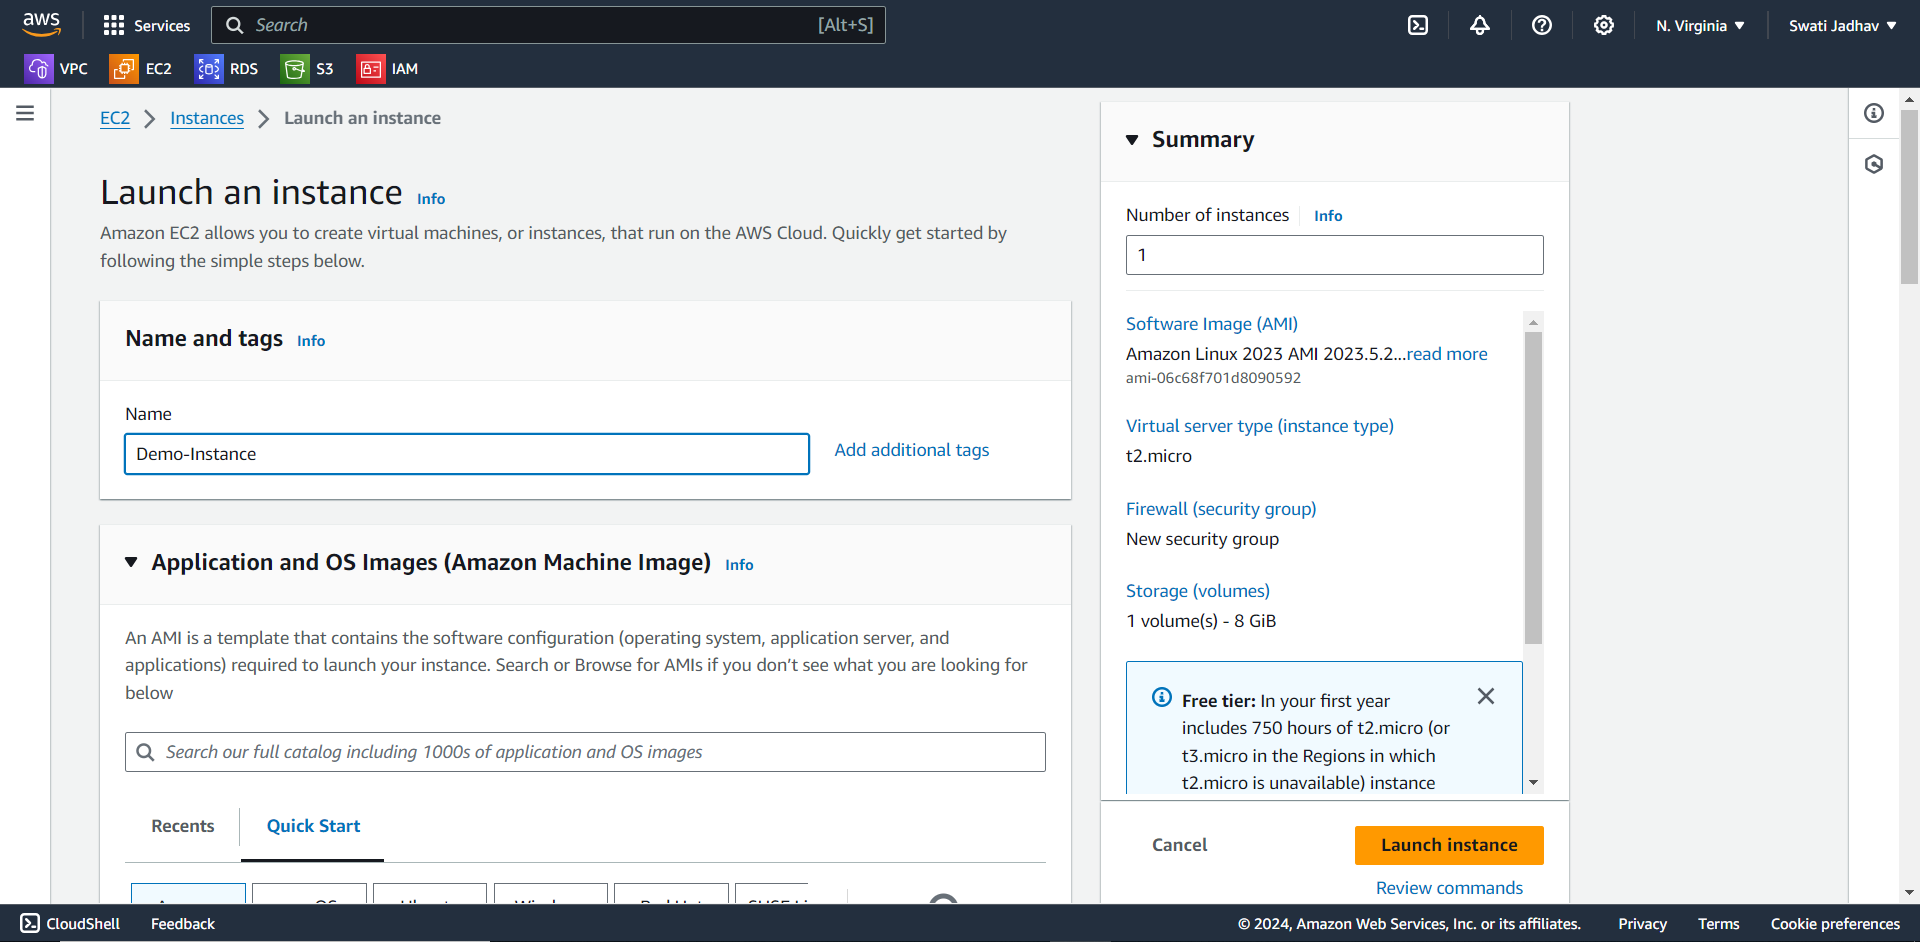 aws
Services
Search
[Alt+S]
N. Virginia
Swati Jadhav
VPC
EC2
RDS
S3
IAM
EC2 > Instances > Launch an instance
Launch an instance Info
Amazon EC2 allows you to create virtual machines, or instances, that run on the AWS Cloud. Quickly get started by
following the simple steps below.
Name and tags Info
Name
Demo-Instance
Add additional tags
Application and OS Images (Amazon Machine Image) Info
An AMI is a template that contains the software configuration (operating system, application server, and
applications) required to launch your instance. Search or Browse for AMIs if you don’t see what you are looking for
below
Search our full catalog including 1000s of application and OS images
Recents
Quick Start
Summary
Number of instances Info
1
Software Image (AMI)
Amazon Linux 2023 AMI 2023.5.2...read more
ami-06c68f701d8090592
Virtual server type (instance type)
t2.micro
Firewall (security group)
New security group
Storage (volumes)
1 volume(s) - 8 GiB
Free tier: In your first year
includes 750 hours of t2.micro (or
t3.micro in the Regions in which
t2.micro is unavailable) instance
Cancel
Launch instance
Review commands
CloudShell
Feedback
© 2024, Amazon Web Services, Inc. or its affiliates.
Privacy
Terms
Cookie preferences